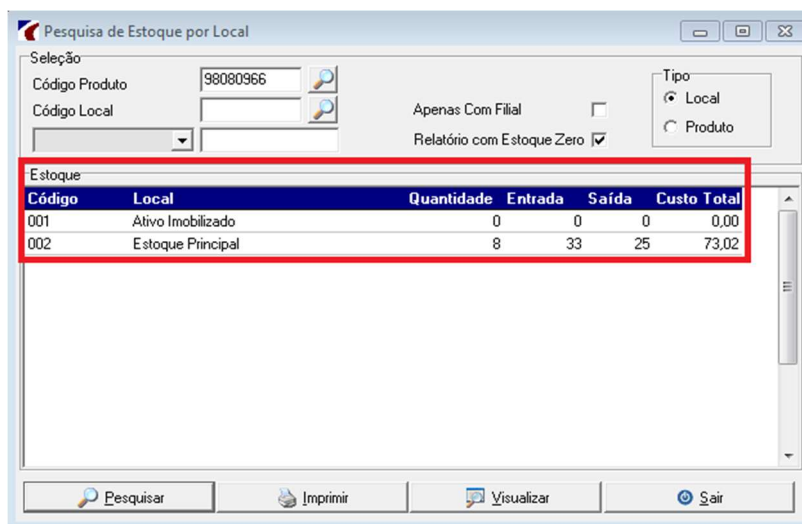 Pesquisa de Estoque por Local
Seleção
Código Produto 98080966
Código Local
Apenas Com Filial
Relatório com Estoque Zero
Tipo
Local
Produto
Estoque
Código Local Quantidade Entrada Saída Custo Total
001 Ativo Imobilizado 0 0 0 0,00
002 Estoque Principal 8 33 25 73,02
Pesquisar Imprimir Visualizar Sair